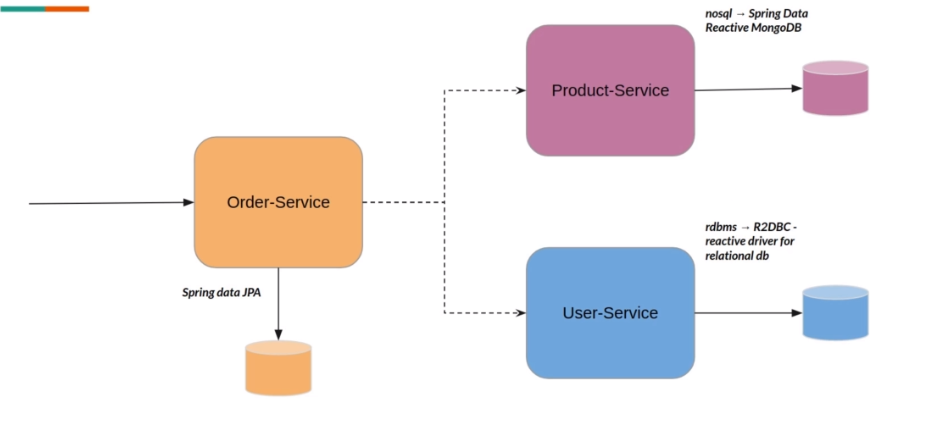 nosql → Spring Data
Reactive MongoDB
Product-Service
Order-Service
rdbms → R2DBC -
reactive driver for
relational db
Spring data JPA
User-Service